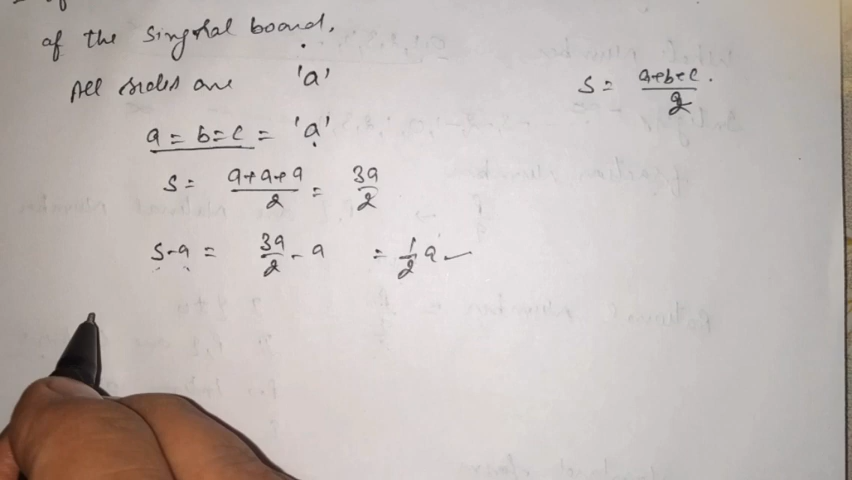 of the signal board.
All sides are 'a'
S = a+b+c / 2 .
a = b = c = 'a'
S = a+a+a / 2 = 3a / 2
S-a = 3a / 2 - a = 1 / 2 a